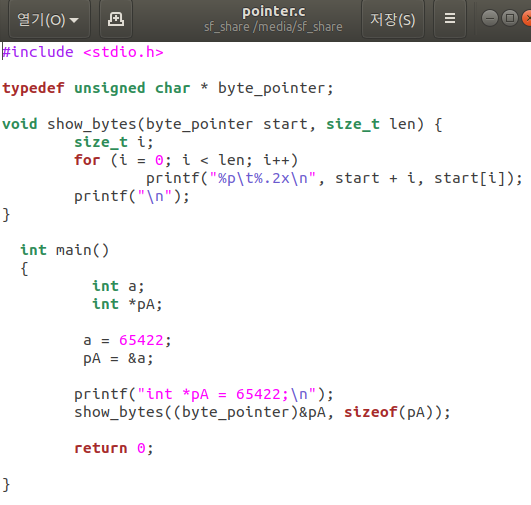 열기(O)
pointer.c
sf_share /media/sf_share
저장(S)
#include <stdio.h>
typedef unsigned char * byte_pointer;
void show_bytes(byte_pointer start, size_t len) {
        size_t i;
        for (i = 0; i < len; i++)
                printf("%p\t%.2x\n", start + i, start[i]);
        printf("\n");
}
  int main()
  {
          int a;
          int *pA;
         a = 65422;
         pA = &a;
        printf("int *pA = 65422;\n");
        show_bytes((byte_pointer)&pA, sizeof(pA));
        return 0;
}